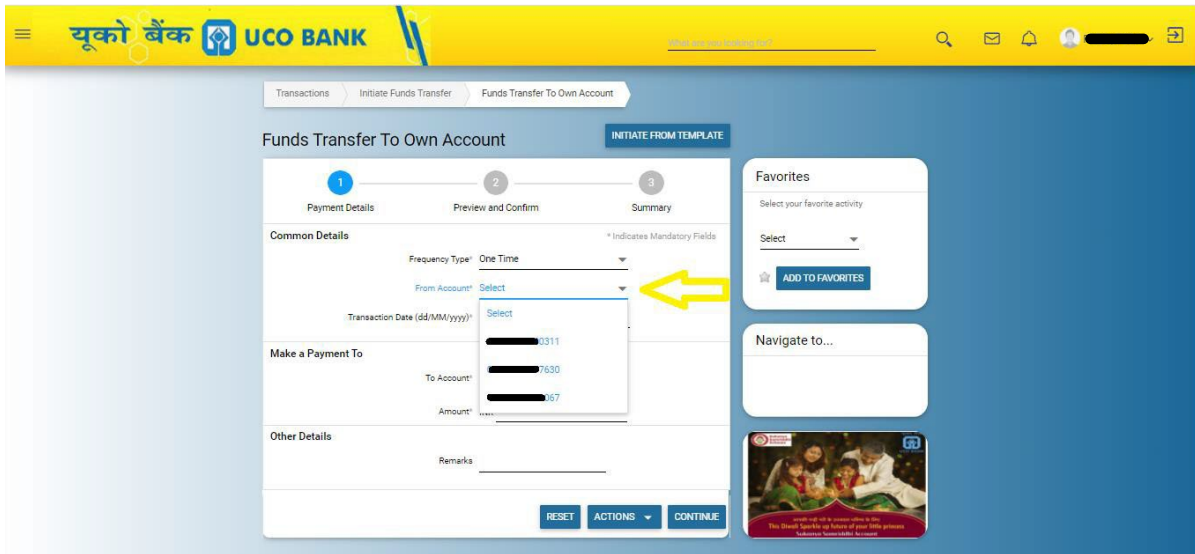 यूको बैंक UCO BANK
What are you looking for?
Transactions Initiate Funds Transfer Funds Transfer To Own Account
Funds Transfer To Own Account
INITIATE FROM TEMPLATE
1 2 3
Payment Details Preview and Confirm Summary
Common Details
* Indicates Mandatory Fields
Frequency Type* One Time
From Account* Select
Transaction Date (dd/MM/yyyy)*
Select
0311
7630
067
Make a Payment To
To Account*
Amount*
Other Details
Remarks
RESET ACTIONS CONTINUE
Favorites
Select your favorite activity
Select
ADD TO FAVORITES
Navigate to...
This Diwali Sparkle up future of your little princess
Sukanya Samriddhi Account